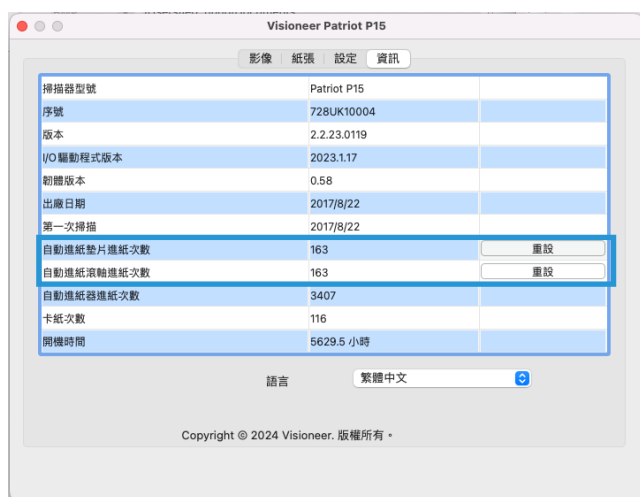 Visioneer Patriot P15
影像 紙張 設定 資訊
掃描器型號 Patriot P15
序號 728UK10004
版本 2.2.23.0119
I/O驅動程式版本 2023.1.17
韌體版本 0.58
出廠日期 2017/8/22
第一次掃描 2017/8/22
自動進紙墊片進紙次數 163 重設
自動進紙滾軸進紙次數 163 重設
自動進紙器進紙次數 3407
卡紙次數 116
開機時間 5629.5 小時
語言 繁體中文
Copyright © 2024 Visioneer. 版權所有。